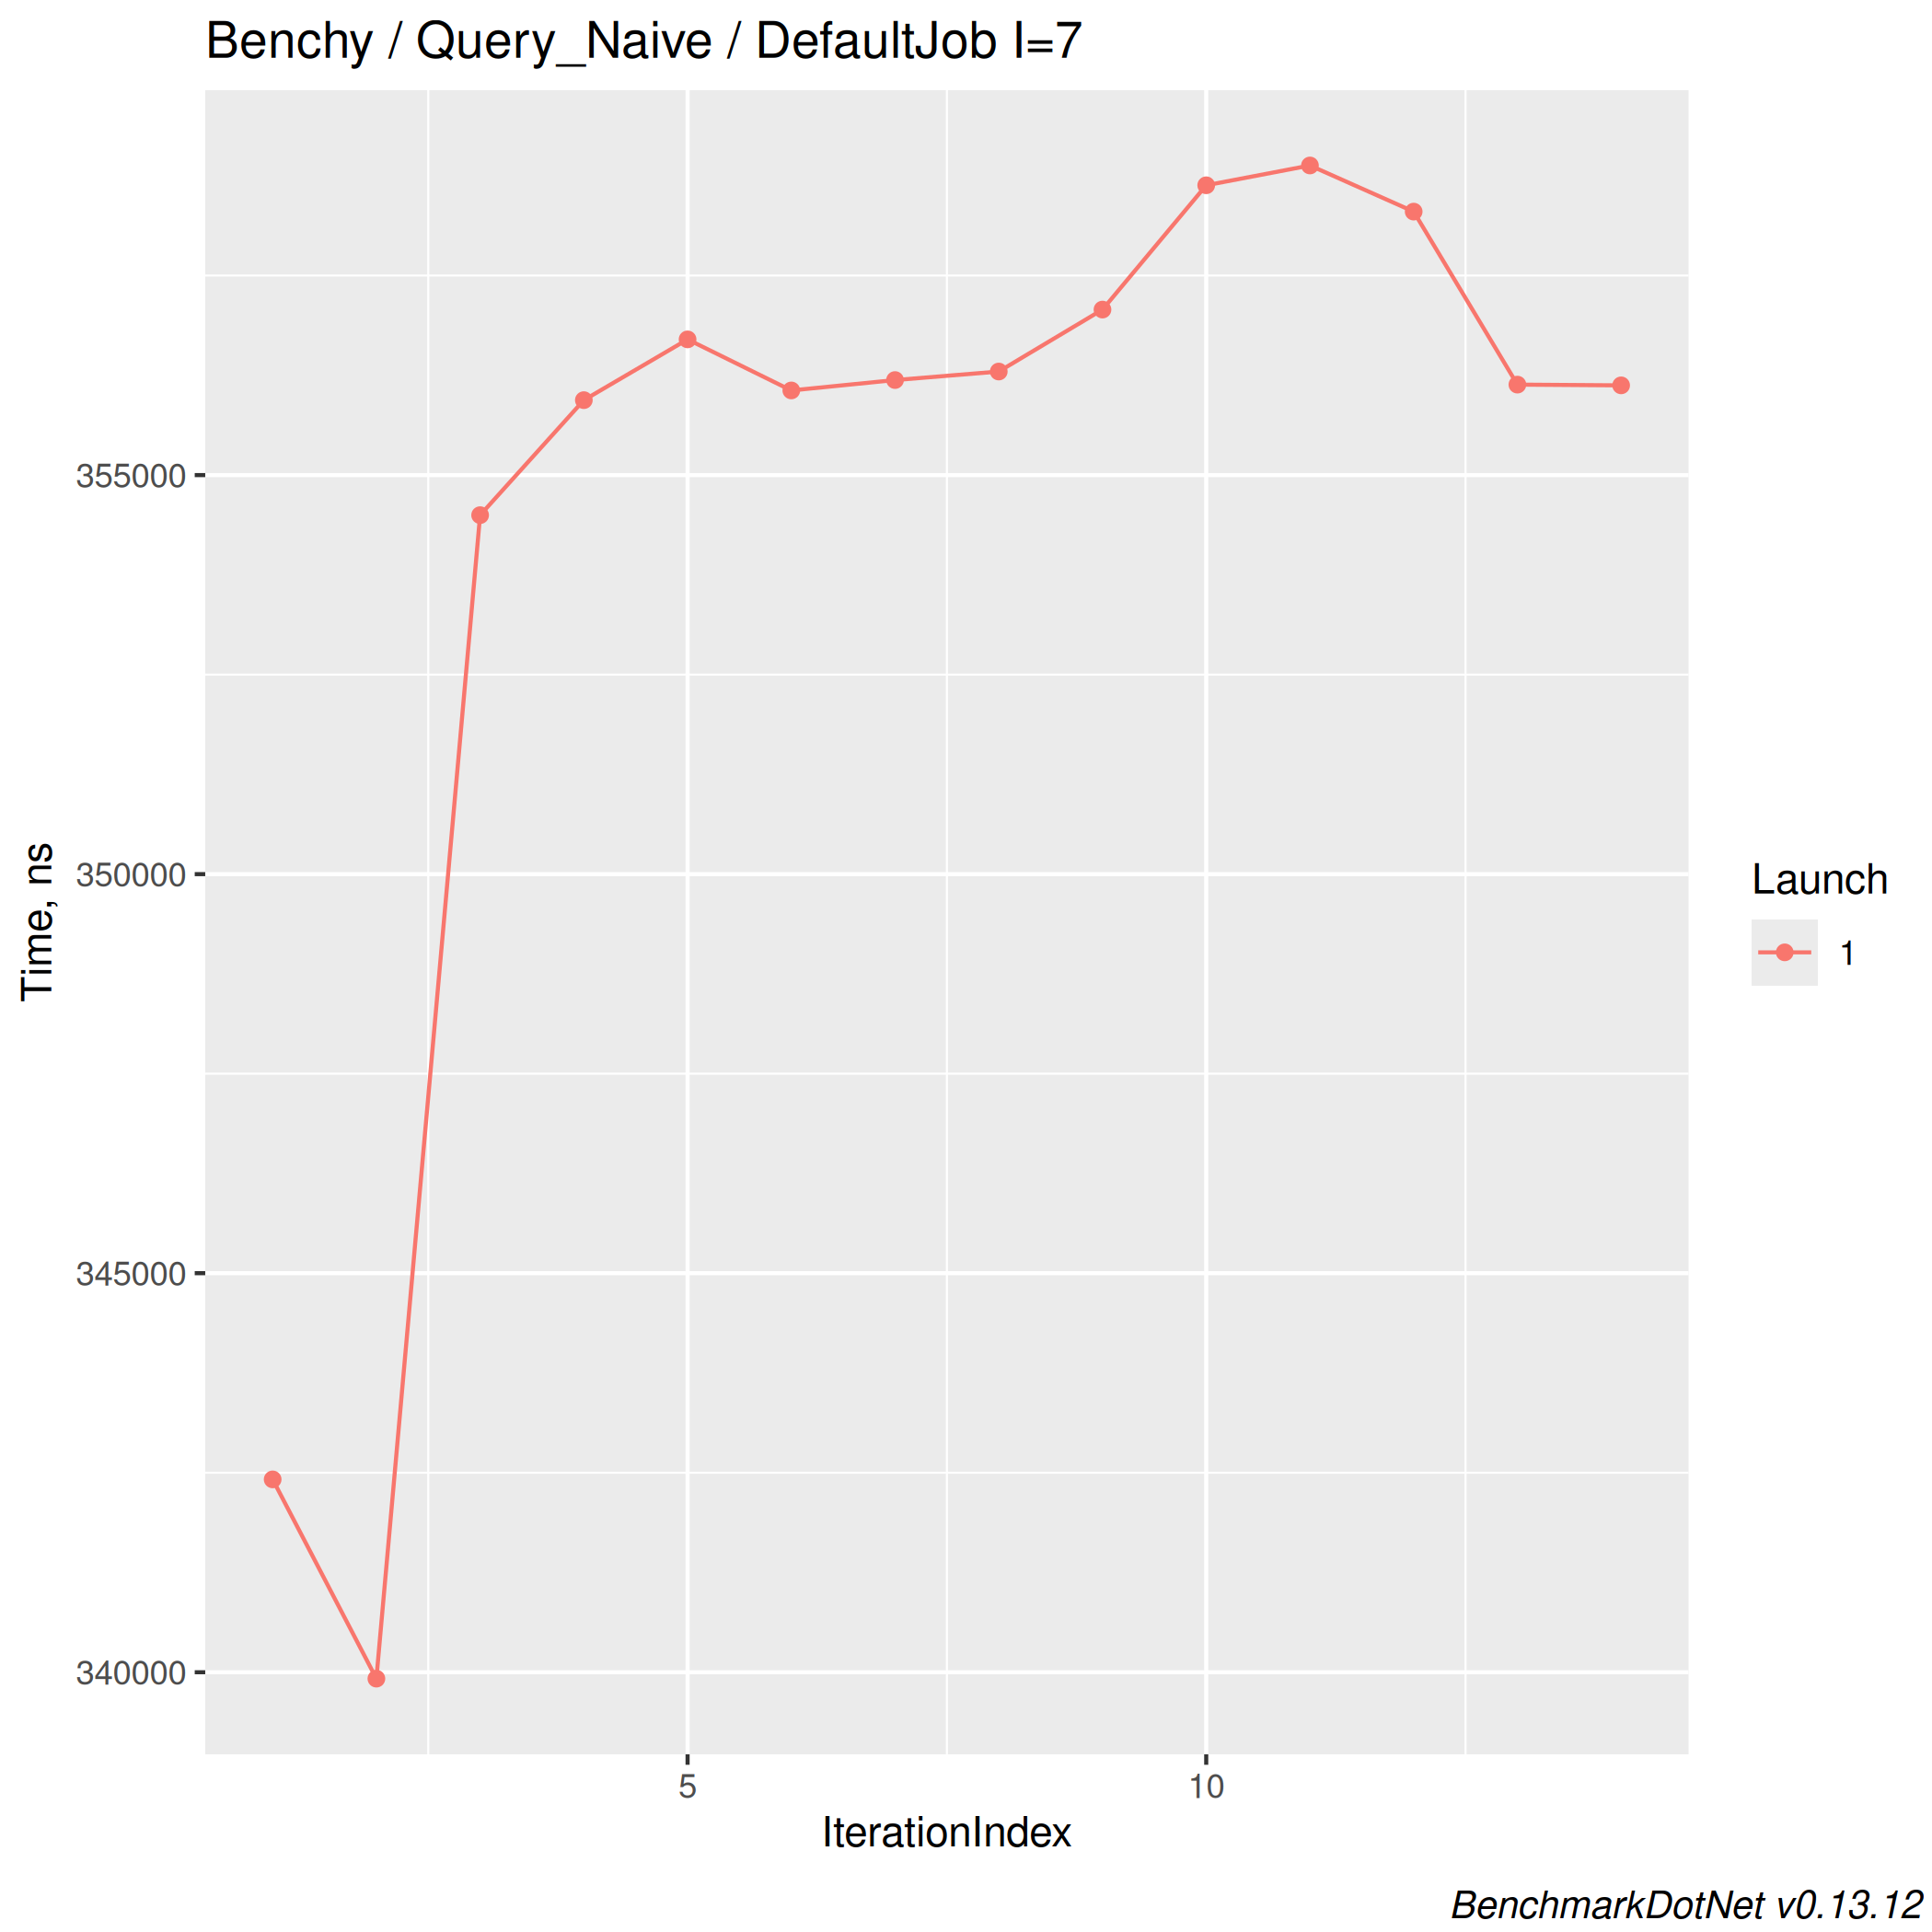 Benchy / Query_Naive / DefaultJob I=7
355000
350000
345000
340000
Time, ns
5
10
IterationIndex
Launch
1
BenchmarkDotNet v0.13.12